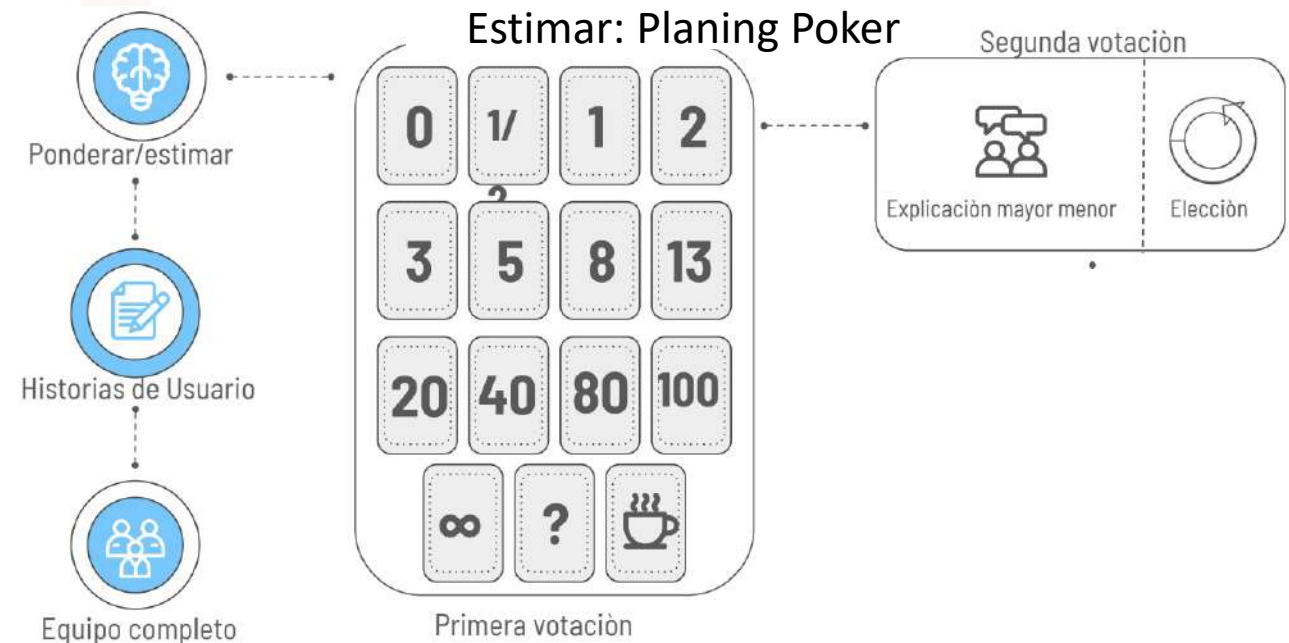 Estimar: Planing Poker
Ponderar/estimar
Historias de Usuario
Equipo completo
0 1/2 1 2
3 5 8 13
20 40 80 100
∞ ?
Primera votaciòn
Segunda votaciòn
Explicaciòn mayor menor
Elecciòn